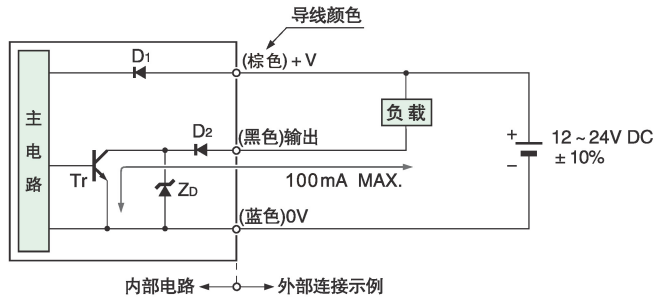 导线颜色
D1
(棕色)+V
主电路
负载
D2
(黑色)输出
+
12~24V DC
±10%
−
Tr
ZD
100mA MAX.
(蓝色)0V
内部电路
外部连接示例